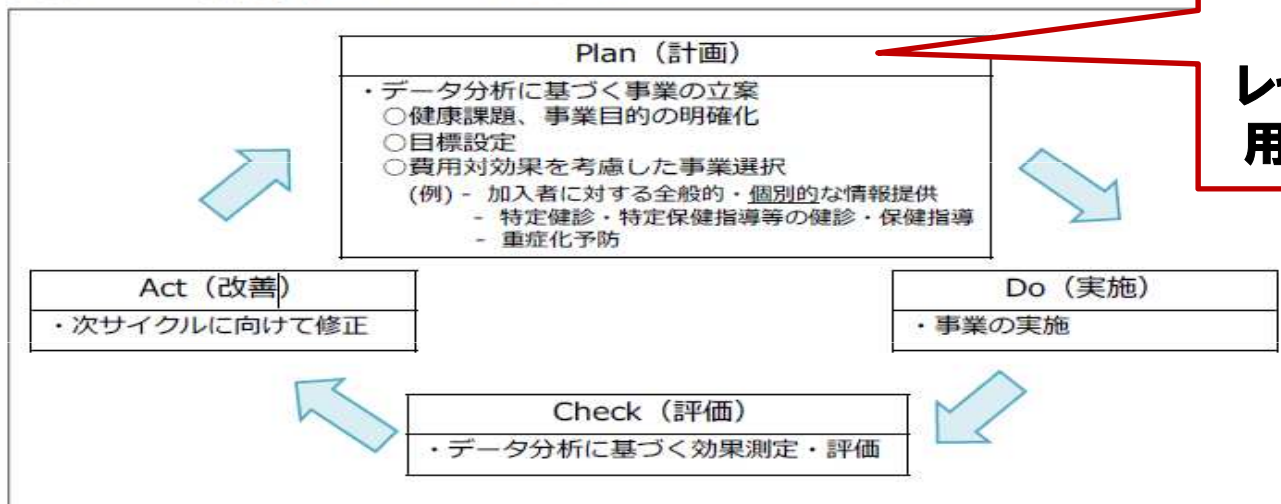 Plan（計画）
・データ分析に基づく事業の立案
○健康課題、事業目的の明確化
○目標設定
○費用対効果を考慮した事業選択
(例) - 加入者に対する全般的・個別的な情報提供
- 特定健診・特定保健指導等の健診・保健指導
- 重症化予防
レ
用
Act（改善）
・次サイクルに向けて修正
Do（実施）
・事業の実施
Check（評価）
・データ分析に基づく効果測定・評価